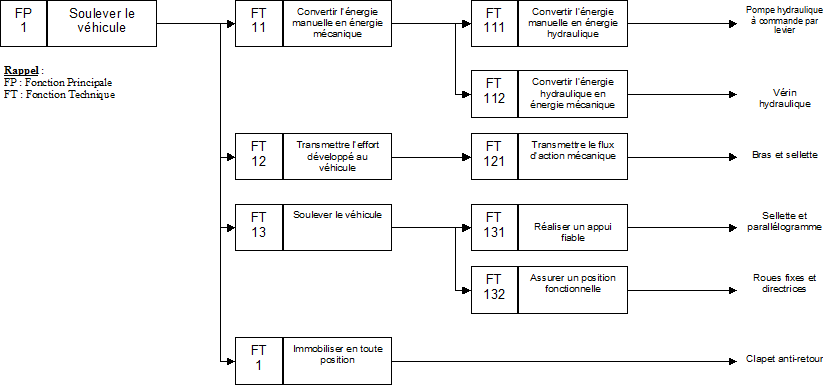 FP
1
Soulever le
véhicule
FT
11
Convertir l'énergie
manuelle en énergie
mécanique
FT
111
Convertir l'énergie
manuelle en énergie
hydraulique
Pompe hydraulique
à commande par
levier
Rappel :
FP : Fonction Principale
FT : Fonction Technique
FT
112
Convertir l'énergie
hydraulique en
énergie mécanique
Vérin
hydraulique
FT
12
Transmettre l'effort
développé au
véhicule
FT
121
Transmettre le flux
d'action mécanique
Bras et sellette
FT
13
Soulever le véhicule
FT
131
Réaliser un appui
fiable
Sellette et
parallélogramme
FT
132
Assurer un position
fonctionnelle
Roues fixes et
directrices
FT
1
Immobiliser en toute
position
Clapet anti-retour